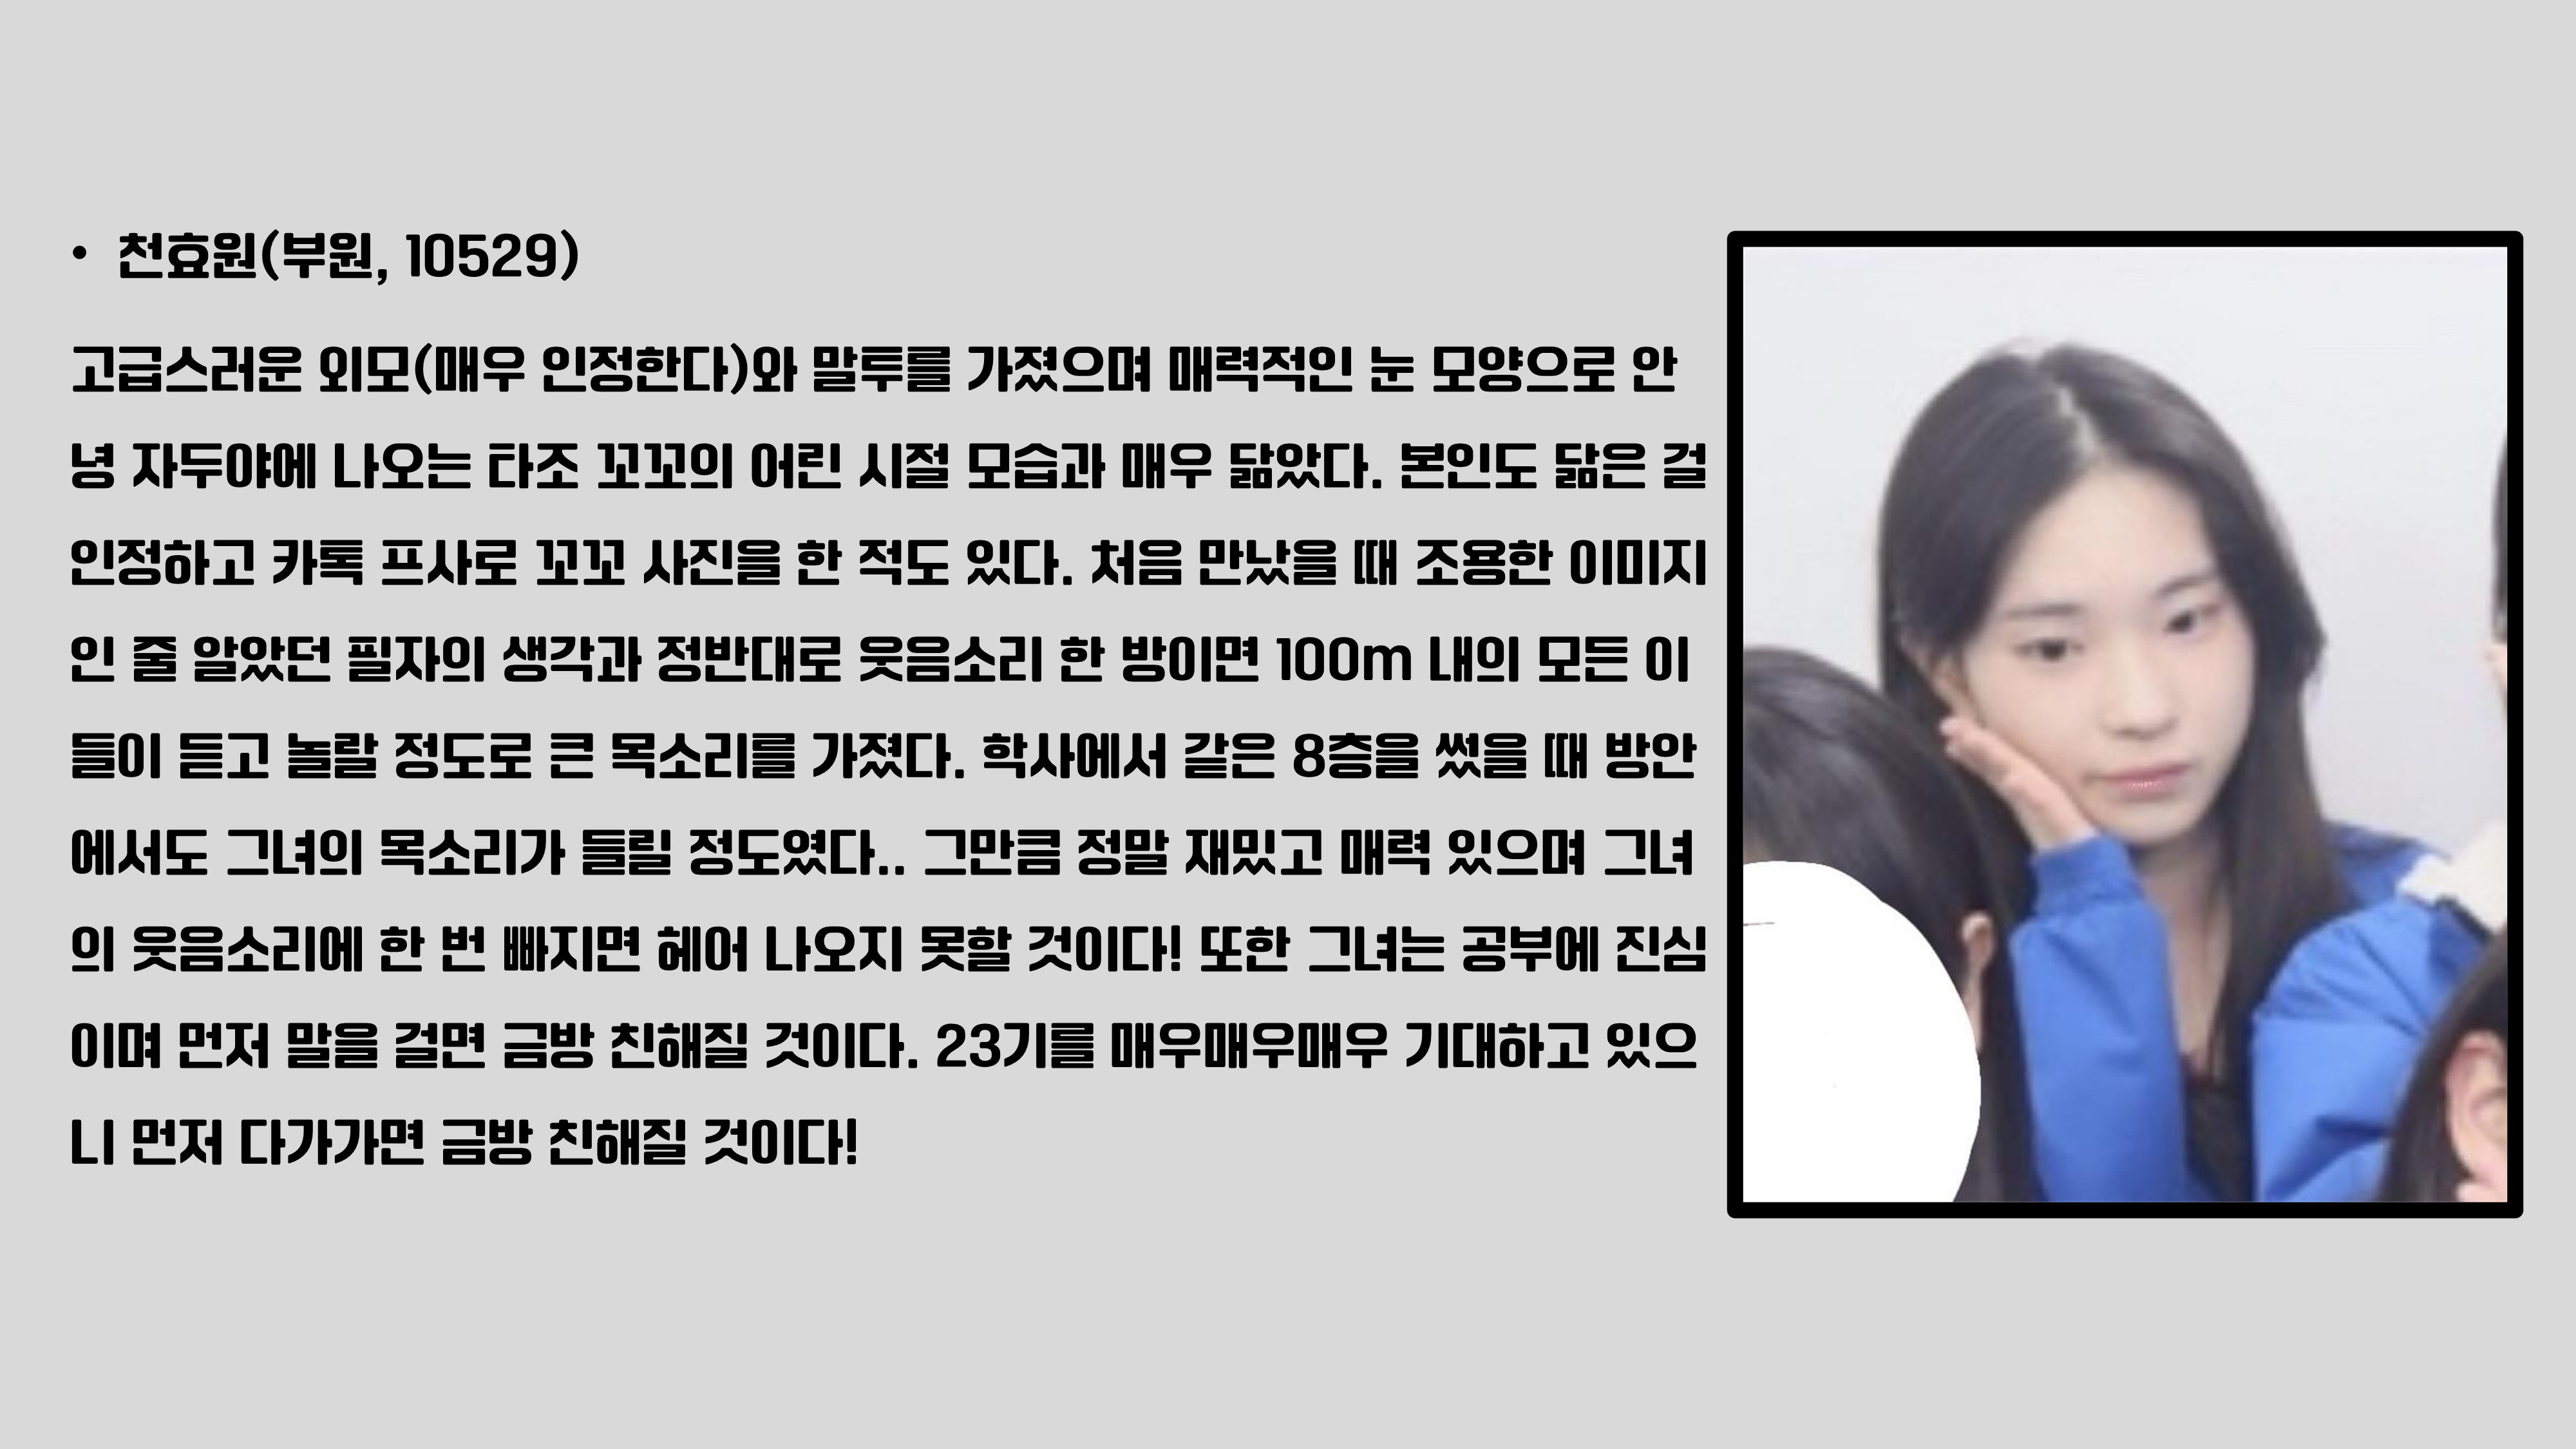 • 천효원(부원, 10529)
고급스러운 외모(매우 인정한다)와 말투를 가졌으며 매력적인 눈 모양으로 안
녕 자두야에 나오는 타조 꼬꼬의 어린 시절 모습과 매우 닮았다. 본인도 닮은 걸
인정하고 카톡 프사로 꼬꼬 사진을 한 적도 있다. 처음 만났을 때 조용한 이미지
인 줄 알았던 필자의 생각과 정반대로 웃음소리 한 방이면 100m 내의 모든 이
들이 듣고 놀랄 정도로 큰 목소리를 가졌다. 학사에서 같은 8층을 썼을 때 방안
에서도 그녀의 목소리가 들릴 정도였다.. 그만큼 정말 재밌고 매력 있으며 그녀
의 웃음소리에 한 번 빠지면 헤어 나오지 못할 것이다! 또한 그녀는 공부에 진심
이며 먼저 말을 걸면 금방 친해질 것이다. 23기를 매우매우매우 기대하고 있으
니 먼저 다가가면 금방 친해질 것이다!